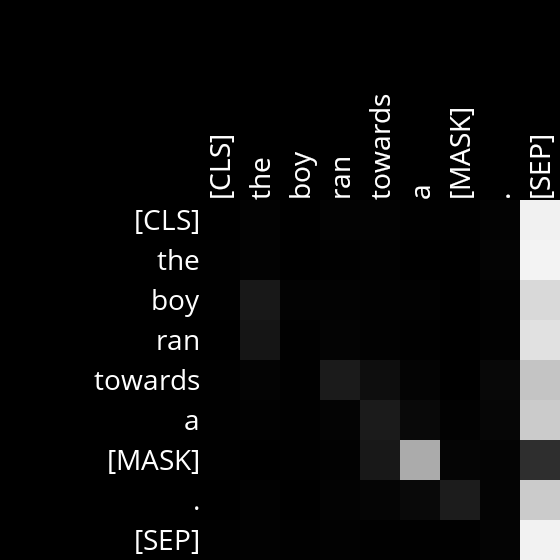 [CLS] the boy ran towards a [MASK] . [SEP]
[CLS]
the
boy
ran
towards
a
[MASK]
.
[SEP]